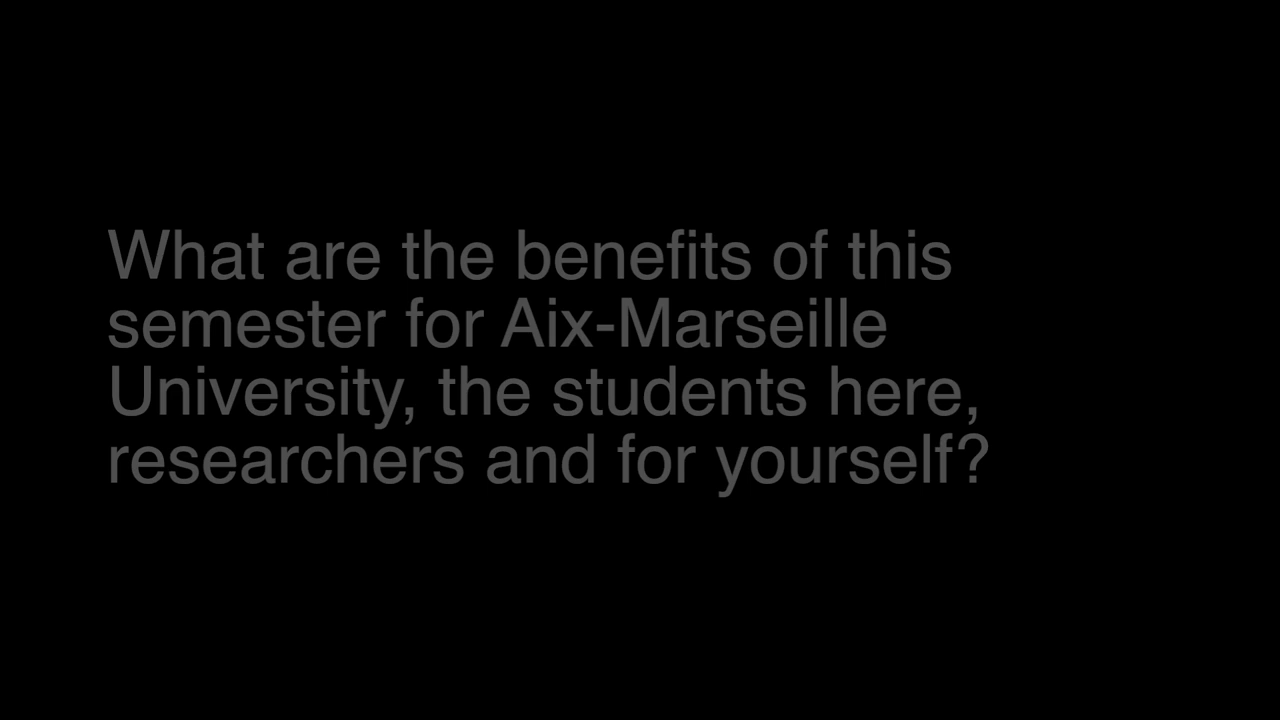 What are the benefits of this
semester for Aix-Marseille
University, the students here,
researchers and for yourself?